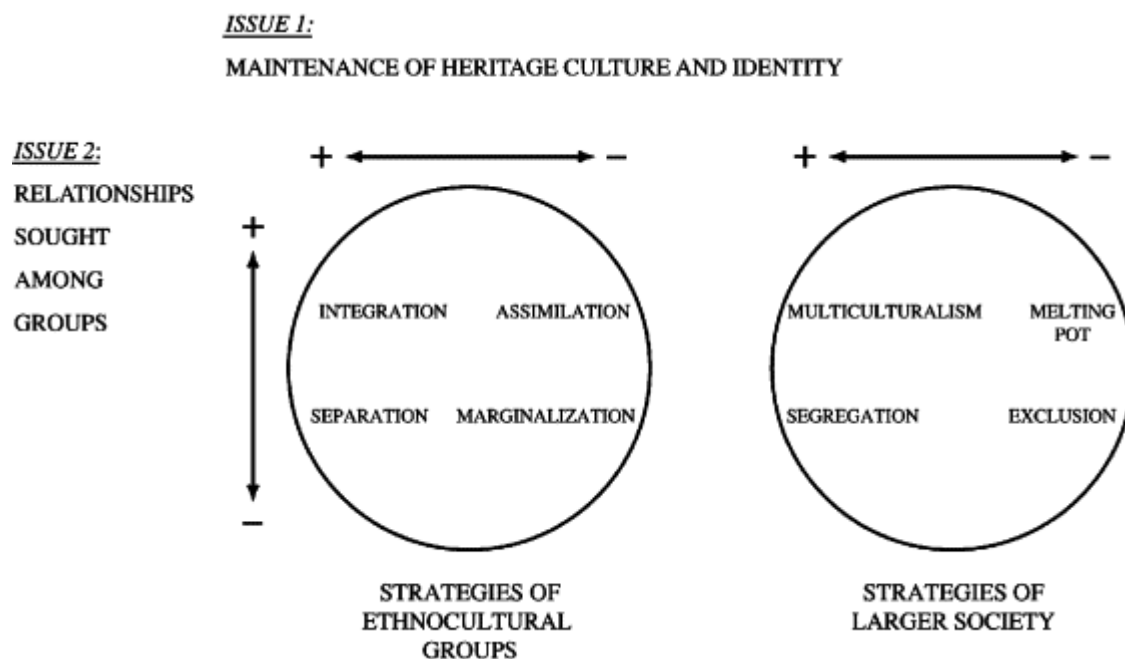 ISSUE 1:
MAINTENANCE OF HERITAGE CULTURE AND IDENTITY
ISSUE 2:
RELATIONSHIPS
SOUGHT
AMONG
GROUPS
+ −
+ −
+
−
INTEGRATION ASSIMILATION
SEPARATION MARGINALIZATION
MULTICULTURALISM MELTING
POT
SEGREGATION EXCLUSION
STRATEGIES OF
ETHNOCULTURAL
GROUPS
STRATEGIES OF
LARGER SOCIETY